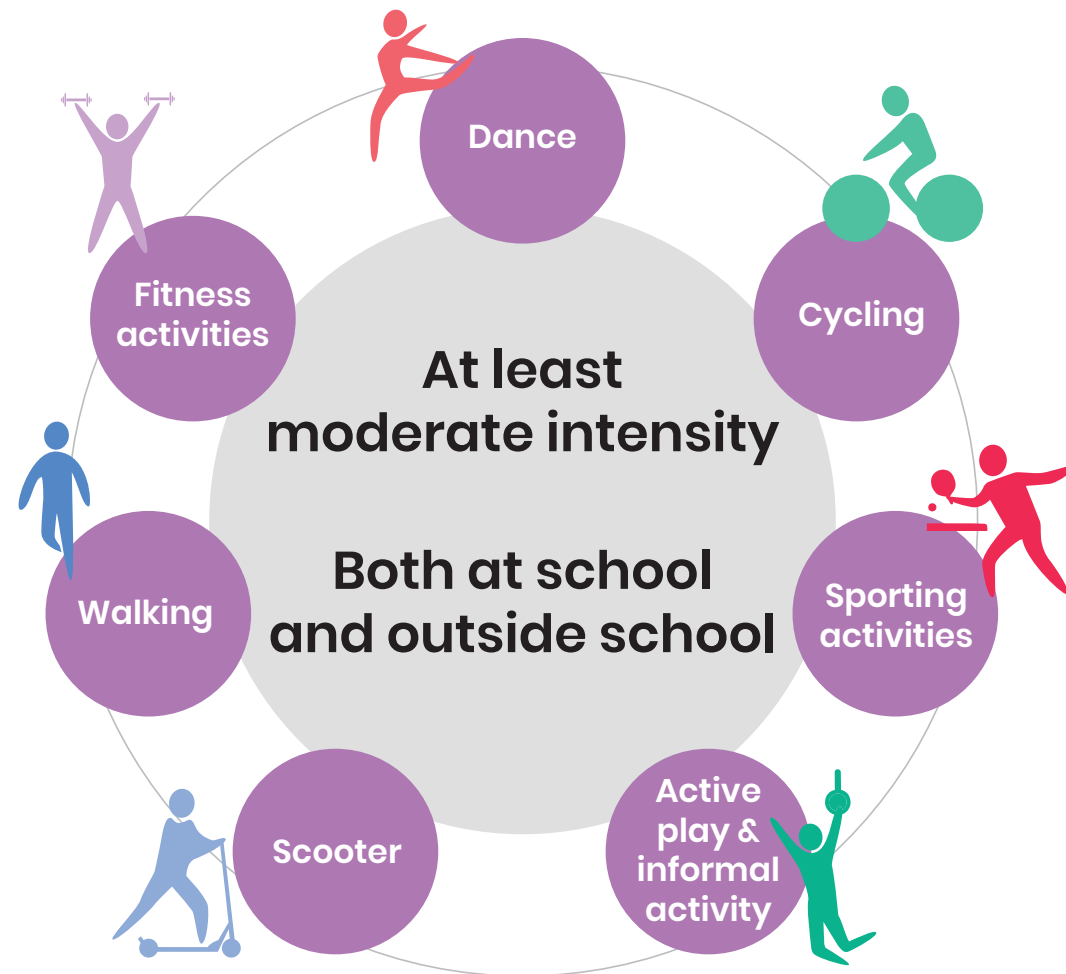 Dance
Cycling
Sporting
activities
Active
play &
informal
activity
Scooter
Walking
Fitness
activities
At least
moderate intensity
Both at school
and outside school